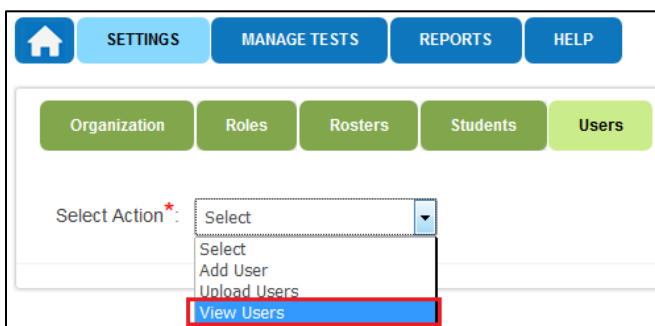 SETTINGS MANAGE TESTS REPORTS HELP
Organization Roles Rosters Students Users
Select Action*: Select
Select
Add User
Upload Users
View Users